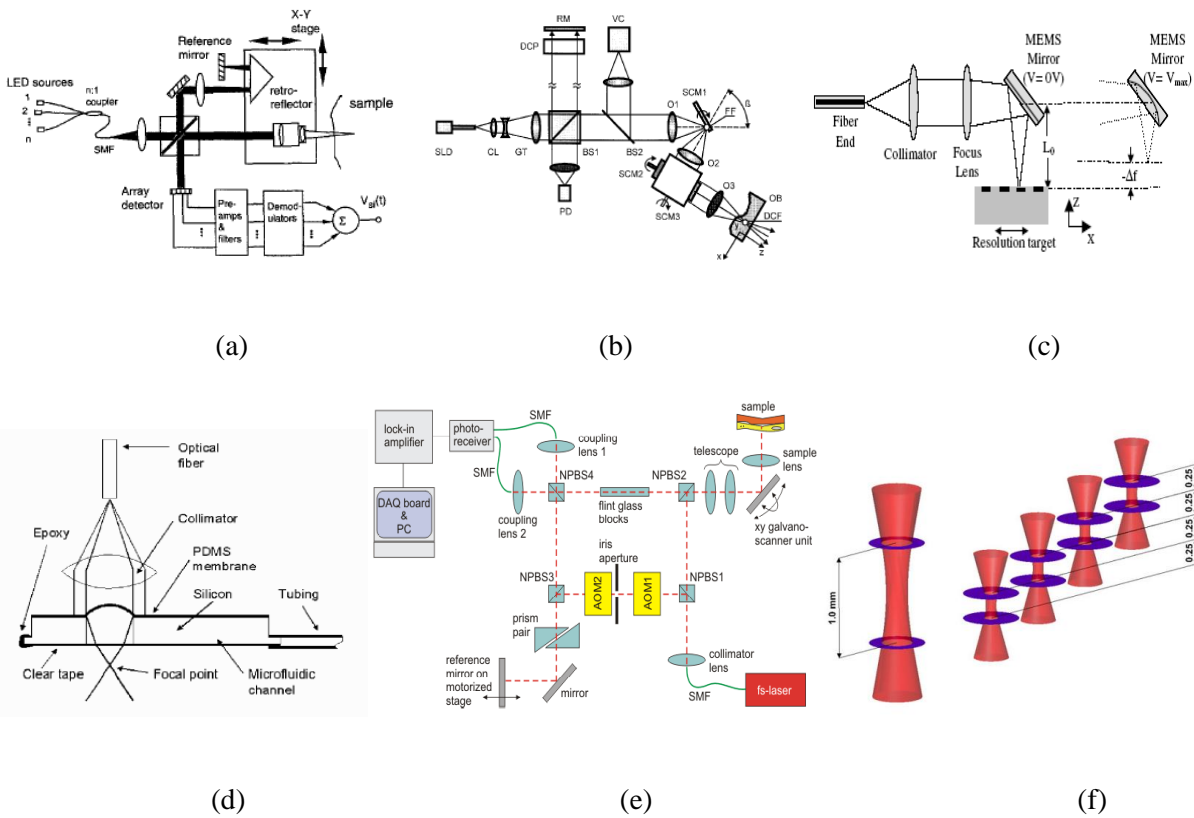 X-Y
stage
Reference
mirror
LED sources
n:1
coupler
1
2
n
retro-
reflector
sample
SMF
Array
detector
Pre-
amps
&
filters
Demod-
ulators
Σ
(a)
RM
VC
DCP
SCM1
ß
FF
O1
SLD
CL
GT
BS1
BS2
O2
SCM2
PD
SCM3
O3
OB
DCF
x
z
(b)
MEMS
Mirror
(V= 0V)
MEMS
Mirror
(V= Vmax)
Fiber
End
Collimator
Focus
Lens
L0
-Δf
Z
X
Resolution target
(c)
Optical
fiber
Collimator
Epoxy
PDMS
membrane
Silicon
Tubing
Clear tape
Focal point
Microfluidic
channel
(d)
lock-in
amplifier
photo-
receiver
SMF
coupling
lens 1
SMF
sample
telescope
sample
lens
NPBS4
NPBS2
DAQ board
&
PC
coupling
lens 2
flint glass
blocks
xy galvano-
scanner unit
iris
aperture
NPBS3
NPBS1
AOM2
AOM1
prism
pair
collimator
lens
reference
mirror on
motorized
stage
mirror
SMF
fs-laser
(e)
1.0 mm
0.25
0.25
0.25
0.25
0.25
(f)